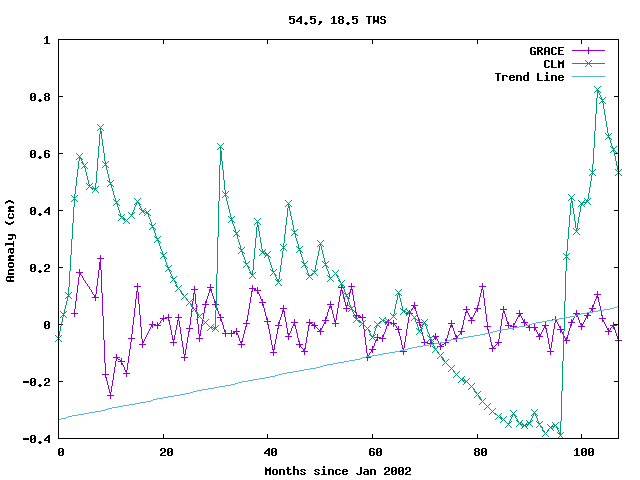 54.5, 18.5 TWS
GRACE
CLM
Trend Line
1
0.8
0.6
0.4
0.2
0
-0.2
-0.4
Anomaly (cm)
0 20 40 60 80 100
Months since Jan 2002